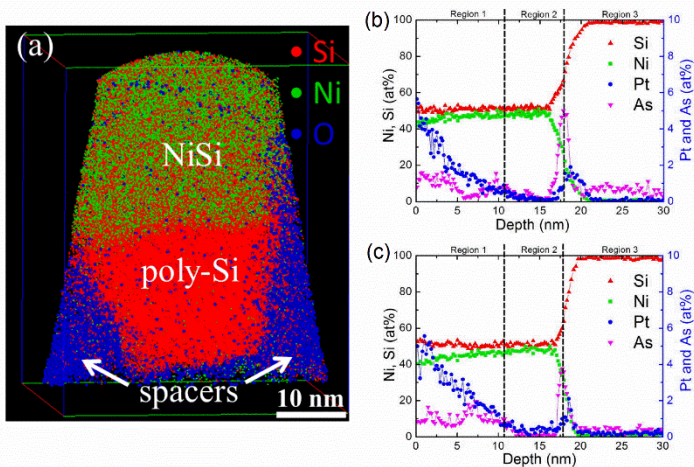 (a)
Si
Ni
O
NiSi
poly-Si
spacers
10 nm
(b)
Region 1
Region 2
Region 3
Si
Ni
Pt
As
Ni, Si (at%)
Pt and As (at%)
100
80
60
40
20
0
10
8
6
4
2
0
0 5 10 15 20 25 30
Depth (nm)
(c)
Region 1
Region 2
Region 3
Si
Ni
Pt
As
Ni, Si (at%)
Pt and As (at%)
100
80
60
40
20
0
10
8
6
4
2
0
0 5 10 15 20 25 30
Depth (nm)